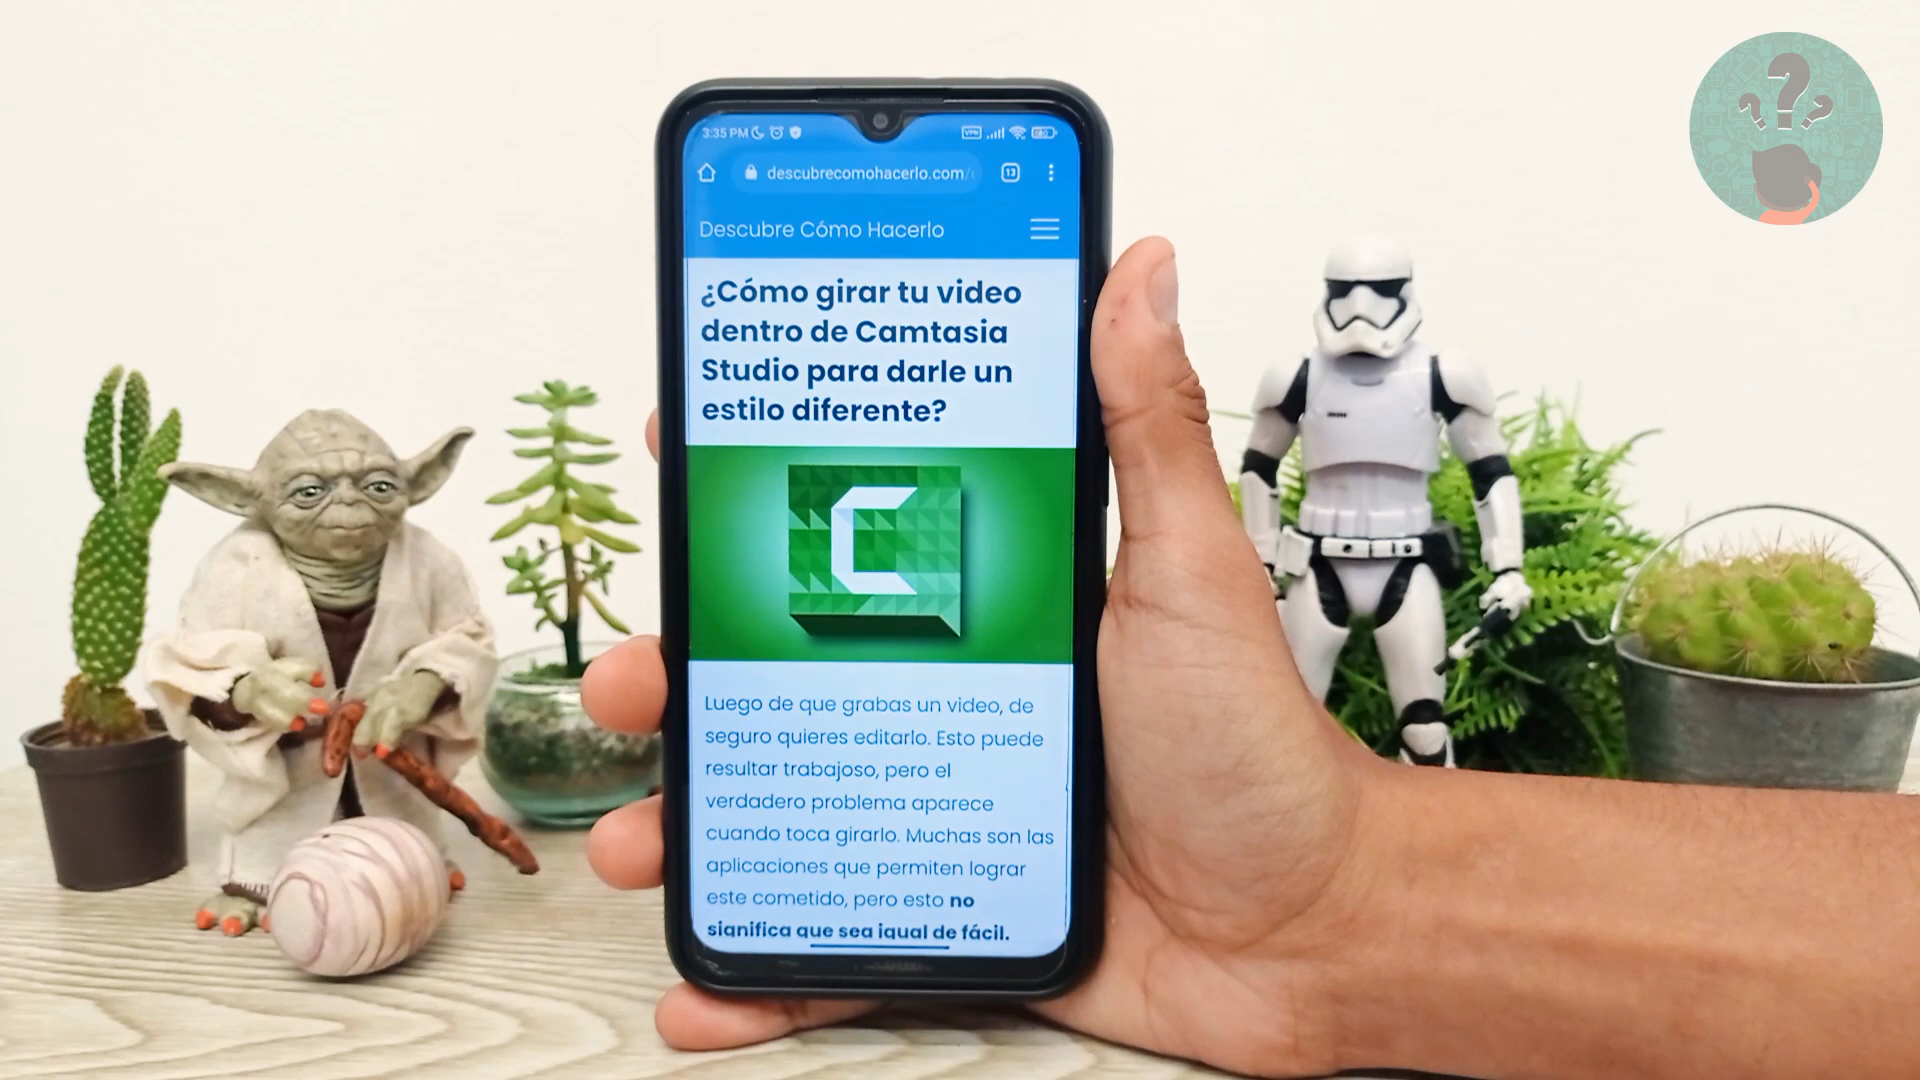 3:35 PM
VPN
descubrecomohacerlo.com/
13
Descubre Cómo Hacerlo
¿Cómo girar tu video
dentro de Camtasia
Studio para darle un
estilo diferente?
C
Luego de que grabas un video, de
seguro quieres editarlo. Esto puede
resultar trabajoso, pero el
verdadero problema aparece
cuando toca girarlo. Muchas son las
aplicaciones que permiten lograr
este cometido, pero esto no
significa que sea igual de fácil.